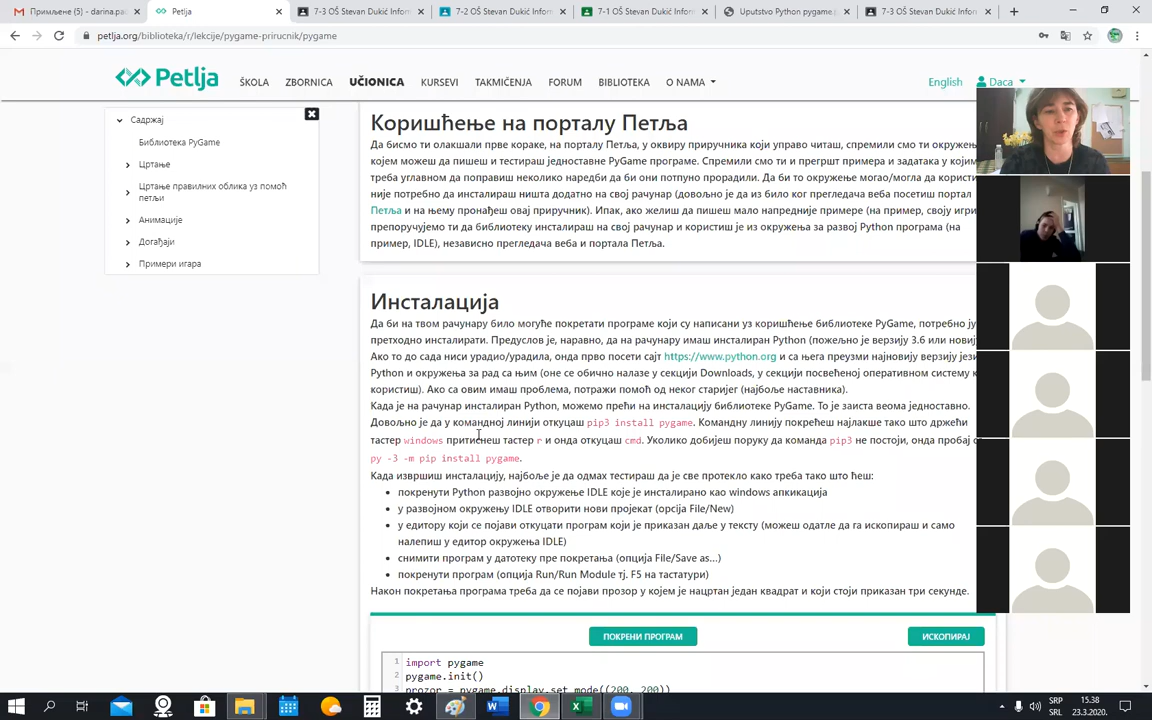 Примљене (5) - darina.pal
Petlja
7-3 OŠ Stevan Dukić Inform
7-2 OŠ Stevan Dukić Inform
7-1 OŠ Stevan Dukić Inform
Uputstvo Python pygame.p
7-3 OŠ Stevan Dukić Inform
petlja.org/biblioteka/r/lekcije/pygame-prirucnik/pygame
Petlja
ŠKOLA
ZBORNICA
UČIONICA
KURSEVI
TAKMIČENJA
FORUM
BIBLIOTEKA
O NAMA
English
Daca
Садржај
Библиотека PyGame
Цртање
Цртање правилних облика уз помоћ
петљи
Анимације
Догађаји
Примери игара
Коришћење на порталу Петља
Да бисмо ти олакшали прве кораке, на порталу Петља, у оквиру приручника који управо читаш, спремили смо ти окружењ
којем можеш да пишеш и тестираш једноставне PyGame програме. Спремили смо ти и прегршт примера и задатака у којим
треба углавном да поправиш неколико наредби да би они потпуно прорадили. Да би то окружење могао/могла да корист
није потребно да инсталираш ништа додатно на свој рачунар (довољно је да из било ког прегледача веба посетиш портал
Петља и на њему пронађеш овај приручник). Ипак, ако желиш да пишеш мало напредније примере (на пример, своју игри
препоручујемо ти да библиотеку инсталираш на свој рачунар и користиш је из окружења за развој Python програма (на
пример, IDLE), независно прегледача веба и портала Петља.
Инсталација
Да би на твом рачунару било могуће покретати програме који су написани уз коришћење библиотеке PyGame, потребно ју
претходно инсталирати. Предуслов је, наравно, да на рачунару имаш инсталиран Python (пожељно је верзију 3.6 или новиј
Ако то до сада ниси урадио/урадила, онда прво посети сајт https://www.python.org и са њега преузми најновију верзију јези
Python и окружења за рад са њим (оне се обично налазе у секцији Downloads, у секцији посвећеној оперативном систему к
користиш). Ако са овим имаш проблема, потражи помоћ од неког старијег (најбоље наставника).
Када је на рачунар инсталиран Python, можемо прећи на инсталацију библиотеке PyGame. То је заиста веома једноставно.
Довољно је да у командној линији откуцаш pip3 install pygame. Командну линију покрећеш најлакше тако што држећи
тастер windows притиснеш тастер r и онда откуцаш cmd. Уколико добијеш поруку да команда pip3 не постоји, онда пробај с
py -3 -m pip install pygame.
Када извршиш инсталацију, најбоље је да одмах тестираш да је све протекло како треба тако што ћеш:
покренути Python развојно окружење IDLE које је инсталирано као windows апкикација
у развојном окружењу IDLE отворити нови пројекат (опција File/New)
у едитору који се појави откуцати програм који је приказан даље у тексту (можеш одатле да га ископираш и само
налепиш у едитор окружења IDLE)
снимити програм у датотеку пре покретања (опција File/Save as...)
покренути програм (опција Run/Run Module тј. F5 на тастатури)
Након покретања програма треба да се појави прозор у којем је нацртан један квадрат и који стоји приказан три секунде.
ПОКРЕНИ ПРОГРАМ
ИСКОПИРАЈ
1 import pygame
2 pygame.init()
3 prozor = pygame.display.set_mode((200, 200))
SRP
SRL
15.38
23.3.2020.